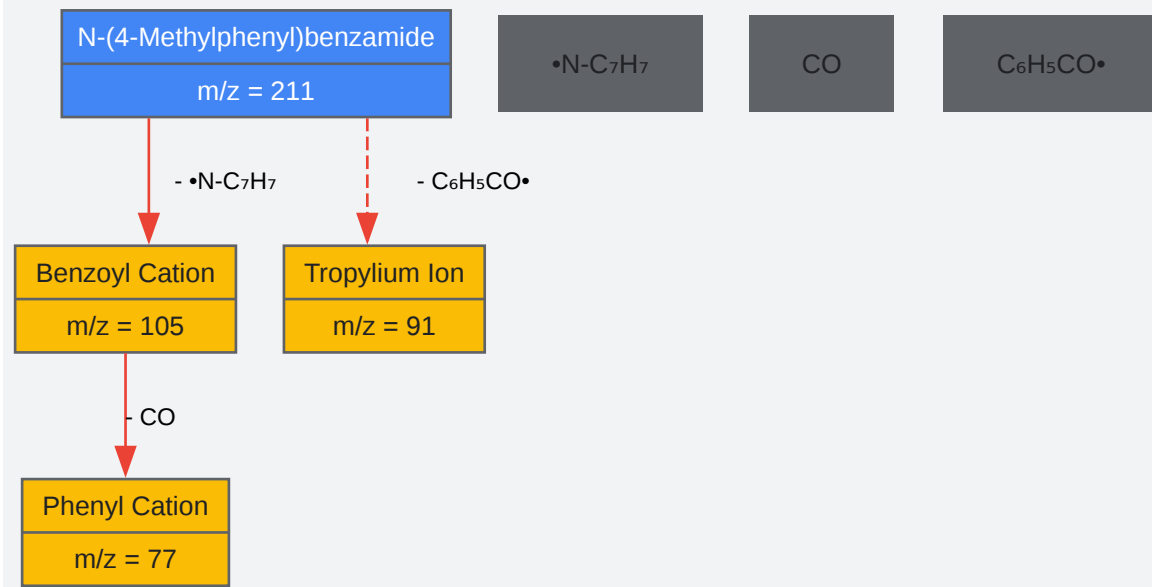 N-(4-Methylphenyl)benzamide
m/z = 211
•N-C₇H₇
CO
C₆H₅CO•
- •N-C₇H₇
- C₆H₅CO•
Benzoyl Cation
m/z = 105
Tropylium Ion
m/z = 91
- CO
Phenyl Cation
m/z = 77